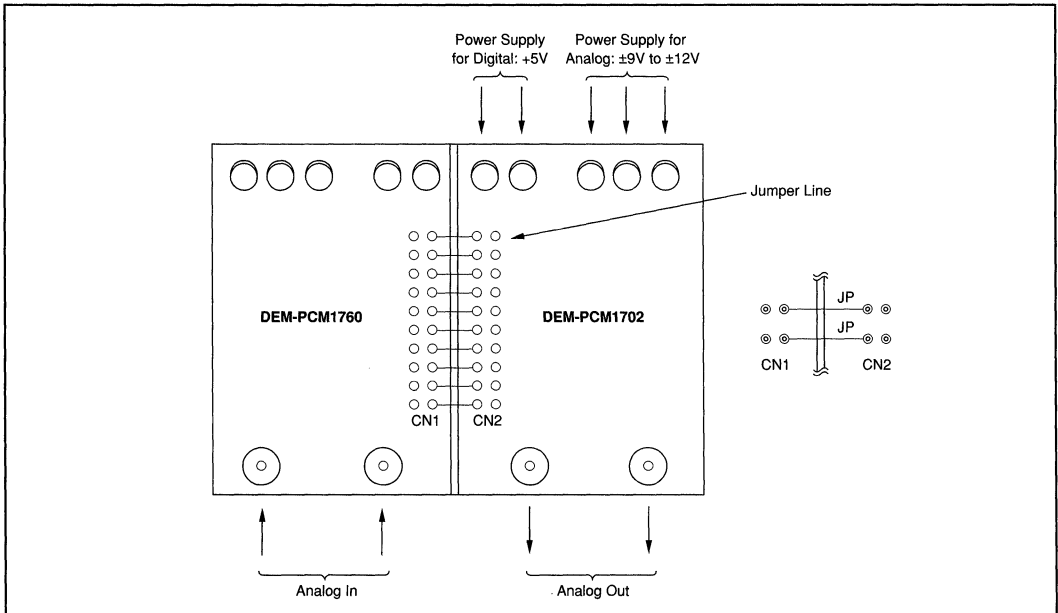 Power Supply
for Digital: +5V
Power Supply for
Analog: ±9V to ±12V
Jumper Line
DEM-PCM1760
DEM-PCM1702
JP
JP
CN1
CN2
CN1
CN2
Analog In
Analog Out